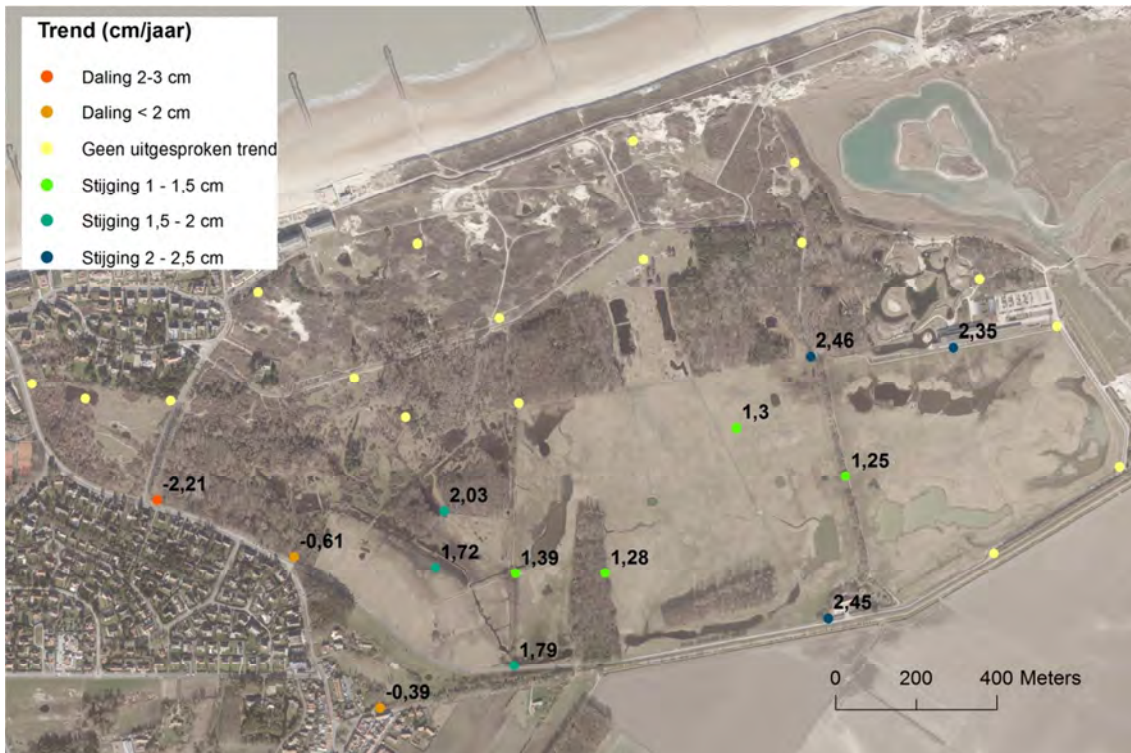 Trend (cm/jaar)
Daling 2-3 cm
Daling < 2 cm
Geen uitgesproken trend
Stijging 1 - 1,5 cm
Stijging 1,5 - 2 cm
Stijging 2 - 2,5 cm
2,46
2,35
1,3
1,25
-2,21
2,03
-0,61
1,72
1,39
1,28
2,45
1,79
-0,39
0 200 400 Meters